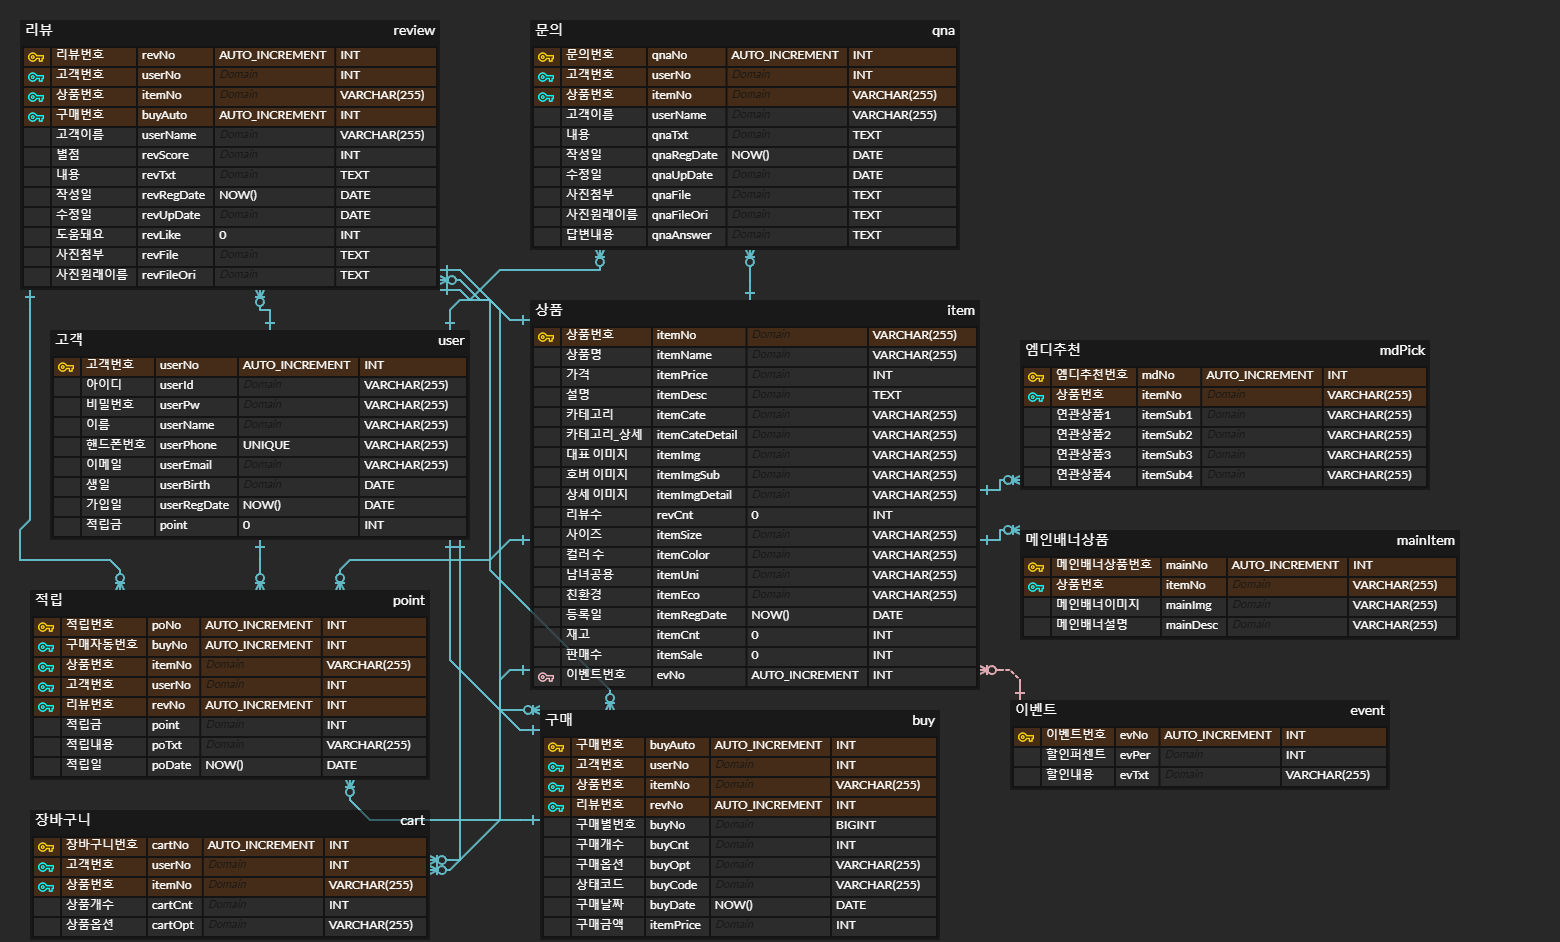 리뷰 review
리뷰번호 revNo AUTO_INCREMENT INT
고객번호 userNo Domain INT
상품번호 itemNo Domain VARCHAR(255)
구매번호 buyAuto AUTO_INCREMENT INT
고객이름 userName Domain VARCHAR(255)
별점 revScore Domain INT
내용 revTxt Domain TEXT
작성일 revRegDate NOW() DATE
수정일 revUpDate Domain DATE
도움돼요 revLike 0 INT
사진첨부 revFile Domain TEXT
사진원래이름 revFileOri Domain TEXT
문의 qna
문의번호 qnaNo AUTO_INCREMENT INT
고객번호 userNo Domain INT
상품번호 itemNo Domain VARCHAR(255)
고객이름 userName Domain VARCHAR(255)
내용 qnaTxt Domain TEXT
작성일 qnaRegDate NOW() DATE
수정일 qnaUpDate Domain DATE
사진첨부 qnaFile Domain TEXT
사진원래이름 qnaFileOri Domain TEXT
답변내용 qnaAnswer Domain TEXT
고객 user
고객번호 userNo AUTO_INCREMENT INT
아이디 userId Domain VARCHAR(255)
비밀번호 userPw Domain VARCHAR(255)
이름 userName Domain VARCHAR(255)
핸드폰번호 userPhone UNIQUE VARCHAR(255)
이메일 userEmail Domain VARCHAR(255)
생일 userBirth Domain DATE
가입일 userRegDate NOW() DATE
적립금 point 0 INT
상품 item
상품번호 itemNo Domain VARCHAR(255)
상품명 itemName Domain VARCHAR(255)
가격 itemPrice Domain INT
설명 itemDesc Domain TEXT
카테고리 itemCate Domain VARCHAR(255)
카테고리_상세 itemCateDetail Domain VARCHAR(255)
대표 이미지 itemImg Domain VARCHAR(255)
호버 이미지 itemImgSub Domain VARCHAR(255)
상세 이미지 itemImgDetail Domain VARCHAR(255)
리뷰수 revCnt 0 INT
사이즈 itemSize Domain VARCHAR(255)
컬러 수 itemColor Domain VARCHAR(255)
남녀공용 itemUni Domain VARCHAR(255)
친환경 itemEco Domain VARCHAR(255)
등록일 itemRegDate NOW() DATE
재고 itemCnt 0 INT
판매수 itemSale 0 INT
이벤트번호 evNo AUTO_INCREMENT INT
엠디추천 mdPick
엠디추천번호 mdNo AUTO_INCREMENT INT
상품번호 itemNo Domain VARCHAR(255)
연관상품1 itemSub1 Domain VARCHAR(255)
연관상품2 itemSub2 Domain VARCHAR(255)
연관상품3 itemSub3 Domain VARCHAR(255)
연관상품4 itemSub4 Domain VARCHAR(255)
메인배너상품 mainItem
메인배너상품번호 mainNo AUTO_INCREMENT INT
상품번호 itemNo Domain VARCHAR(255)
메인배너이미지 mainImg Domain VARCHAR(255)
메인배너설명 mainDesc Domain VARCHAR(255)
적립 point
적립번호 poNo AUTO_INCREMENT INT
구매자동번호 buyNo AUTO_INCREMENT INT
상품번호 itemNo Domain VARCHAR(255)
고객번호 userNo Domain INT
리뷰번호 revNo AUTO_INCREMENT INT
적립금 point Domain INT
적립내용 poTxt Domain VARCHAR(255)
적립일 poDate NOW() DATE
이벤트 event
이벤트번호 evNo AUTO_INCREMENT INT
할인퍼센트 evPer Domain INT
할인내용 evTxt Domain VARCHAR(255)
구매 buy
구매번호 buyAuto AUTO_INCREMENT INT
고객번호 userNo Domain INT
상품번호 itemNo Domain VARCHAR(255)
리뷰번호 revNo AUTO_INCREMENT INT
구매별번호 buyNo Domain BIGINT
구매개수 buyCnt Domain INT
구매옵션 buyOpt Domain VARCHAR(255)
상태코드 buyCode Domain VARCHAR(255)
구매날짜 buyDate NOW() DATE
구매금액 itemPrice Domain INT
장바구니 cart
장바구니번호 cartNo AUTO_INCREMENT INT
고객번호 userNo Domain INT
상품번호 itemNo Domain VARCHAR(255)
상품개수 cartCnt Domain INT
상품옵션 cartOpt Domain VARCHAR(255)